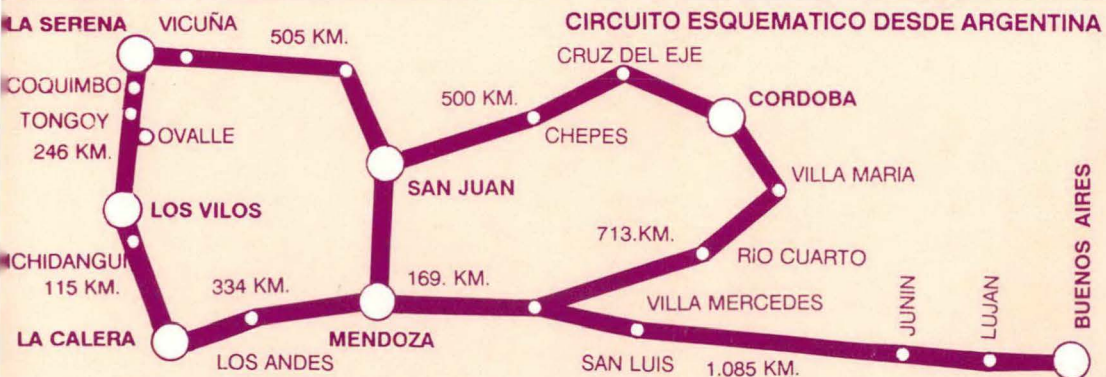 CIRCUITO ESQUEMATICO DESDE ARGENTINA
LA SERENA
VICUÑA
505 KM.
CRUZ DEL EJE
COQUIMBO
500 KM.
CORDOBA
TONGOY
OVALLE
CHEPES
246 KM.
SAN JUAN
VILLA MARIA
LOS VILOS
713.KM.
RIO CUARTO
ICHIDANGUI
115 KM.
334 KM.
169. KM.
VILLA MERCEDES
JUNIN
LUJAN
BUENOS AIRES
LA CALERA
MENDOZA
LOS ANDES
SAN LUIS
1.085 KM.